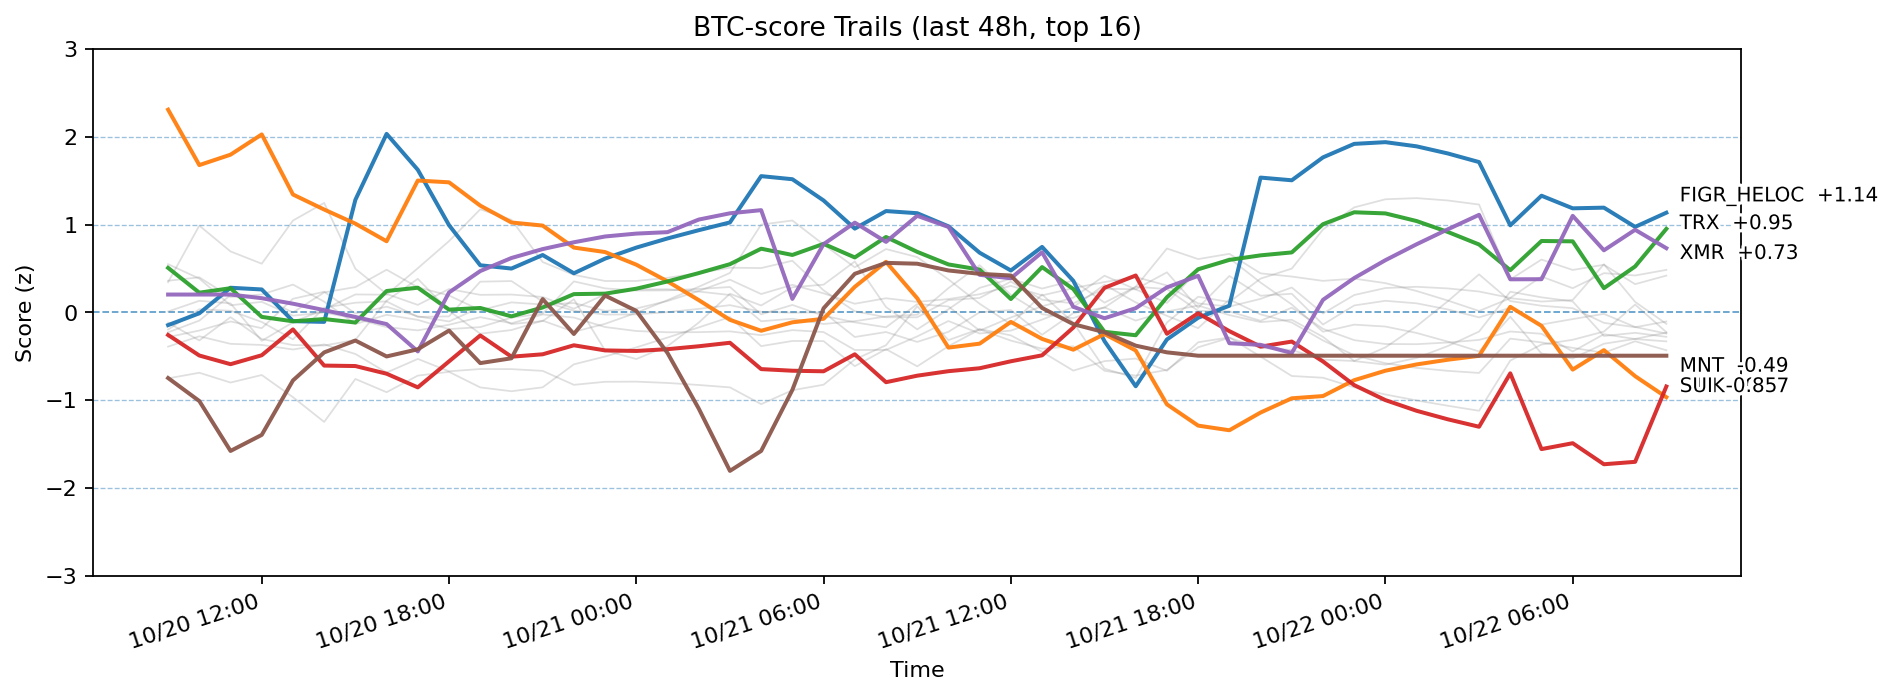 BTC-score Trails (last 48h, top 16)
Score (z)
3
2
1
0
−1
−2
−3
FIGR_HELOC +1.14
TRX +0.95
XMR +0.73
MNT -0.49
10/20 12:00
10/20 18:00
10/21 00:00
10/21 06:00
10/21 12:00
10/21 18:00
10/22 00:00
10/22 06:00
Time